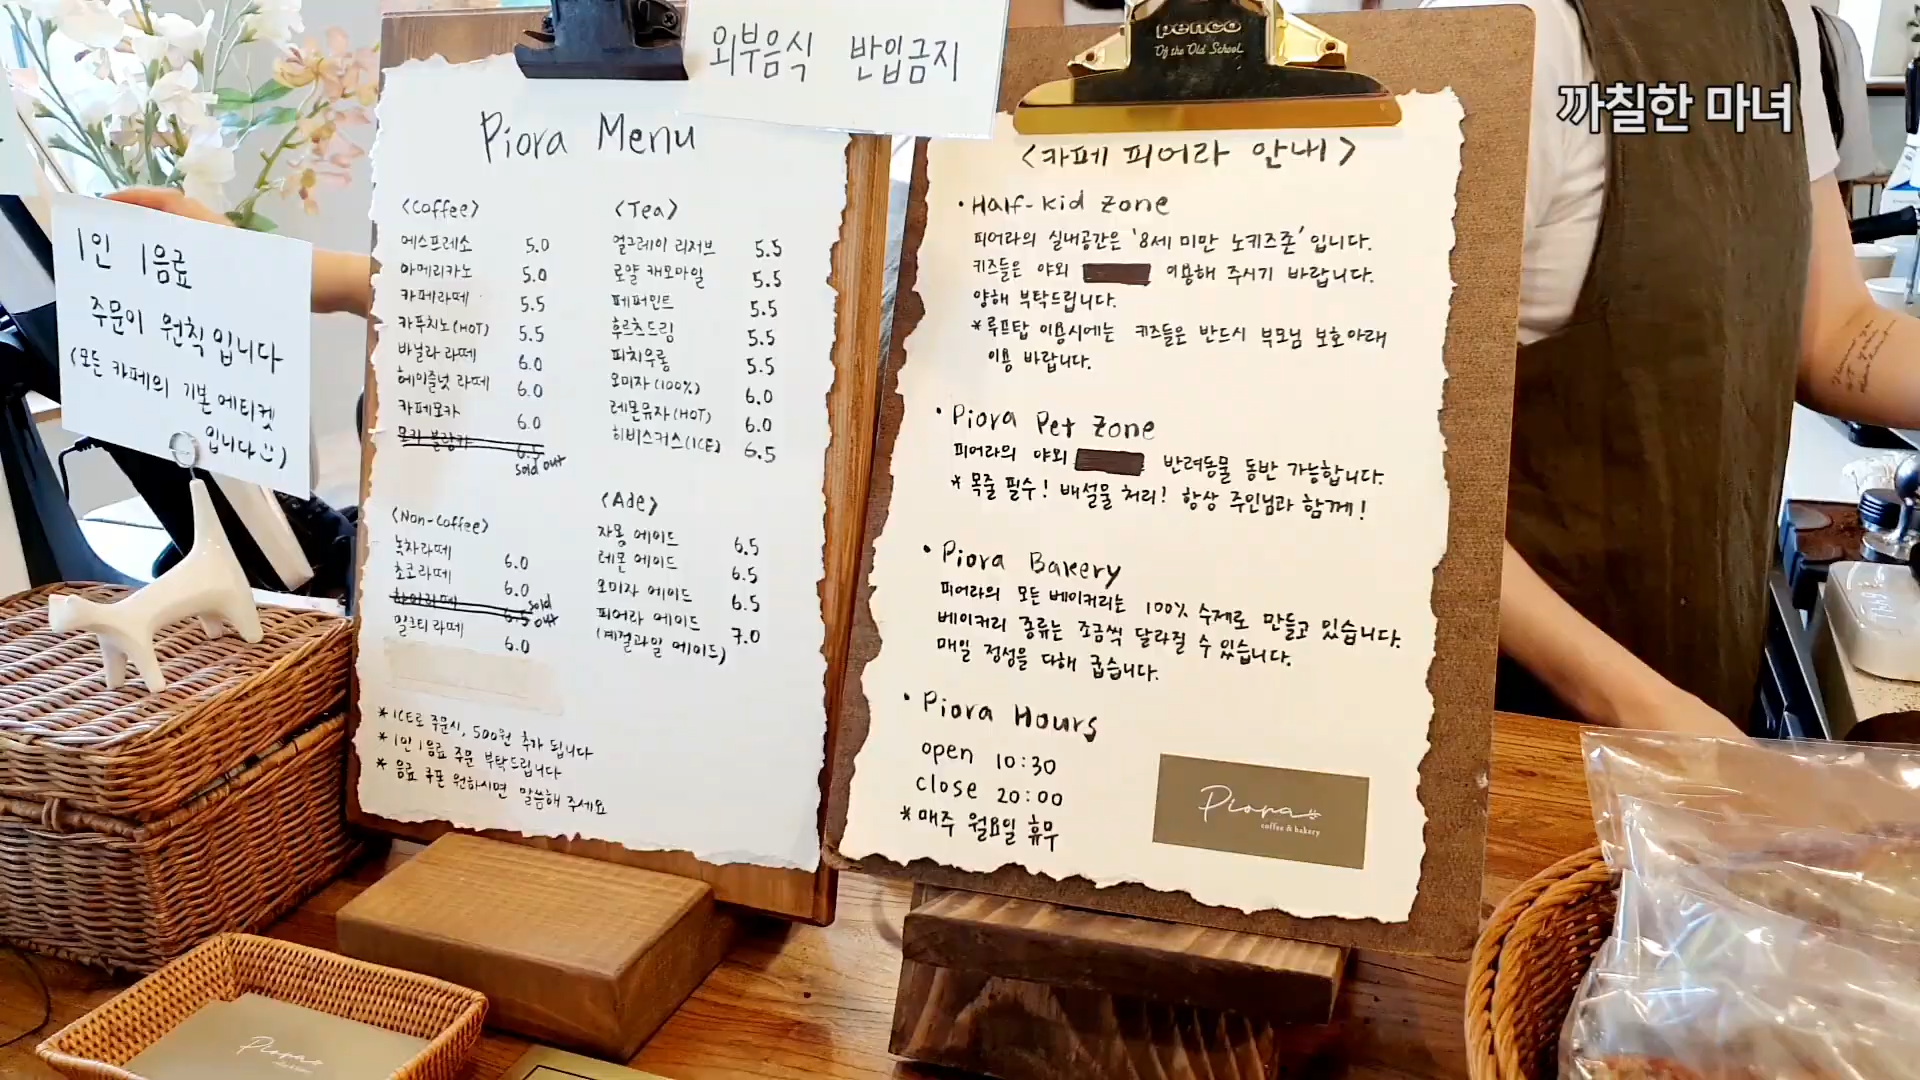 외부음식 반입금지
penco
Of the Old School
까칠한 마녀
1인 1음료
주문이 원칙입니다
(모든 카페의 기본 에티켓
입니다)
Piora Menu
<Coffee>
에스프레소 5.0
아메리카노 5.0
카페라떼 5.5
카푸치노(HOT) 5.5
바닐라 라떼 6.0
헤이즐넛 라떼 6.0
카페모카 6.0
6.5
sold out
<Non-Coffee>
녹차라떼 6.0
초코라떼 6.0
6.5 sold out
밀크티 라떼 6.0
<Tea>
얼그레이 리저브 5.5
로얄 캐모마일 5.5
페퍼민트 5.5
후르츠드림 5.5
피치우롱 5.5
오미자(100%) 6.0
레몬유자(HOT) 6.0
히비스커스(ICE) 6.5
<Ade>
자몽 에이드 6.5
레몬 에이드 6.5
오미자 에이드 6.5
피어라 에이드 7.0
(계절과일 에이드)
* ICE로 주문시, 500원 추가 됩니다
* 1인 1음료 주문 부탁드립니다
* 음료 쿠폰 원하시면 말씀해 주세요
<카페 피어라 안내>
• Half-kid zone
피어라의 실내공간은 '8세 미만 노키즈존'입니다.
키즈들은 야외 이용해 주시기 바랍니다.
양해 부탁드립니다.
*루프탑 이용시에는 키즈들은 반드시 부모님 보호아래
이용 바랍니다.
• Piora Pet Zone
피어라의 야외 반려동물 동반 가능합니다.
* 목줄 필수! 배설물 처리! 항상 주인님과 함께!
• Piora Bakery
피어라의 모든 베이커리는 100% 수제로 만들고 있습니다.
베이커리 종류는 조금씩 달라질 수 있습니다.
매일 정성을 다해 굽습니다.
• Piora Hours
open 10:30
close 20:00
*매주 월요일 휴무
Piora
coffee & bakery
Piora